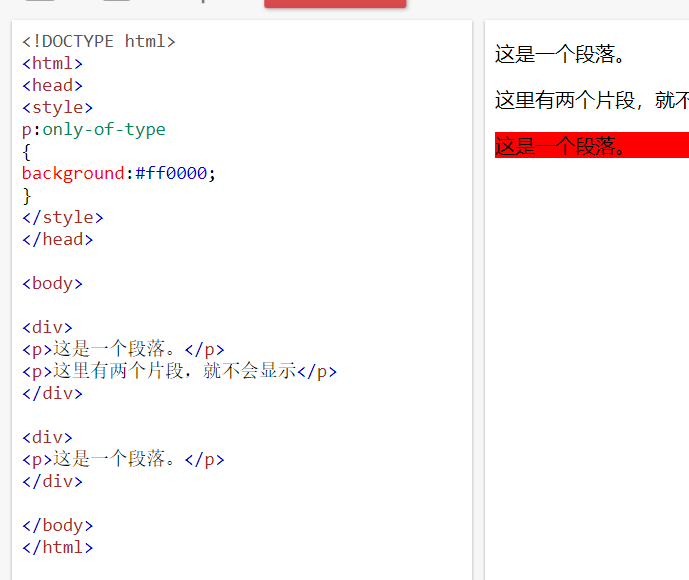 <!DOCTYPE html>
<html>
<head>
<style>
p:only-of-type
{
background:#ff0000;
}
</style>
</head>
<body>
<div>
<p>这是一个段落。</p>
<p>这里有两个片段，就不会显示</p>
</div>
<div>
<p>这是一个段落。</p>
</div>
</body>
</html>
这是一个段落。
这里有两个片段，就不
这是一个段落。